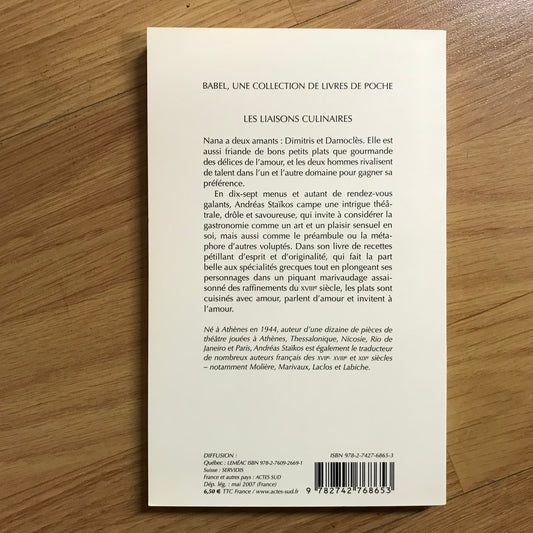 BABEL, UNE COLLECTION DE LIVRES DE POCHE
LES LIAISONS CULINAIRES
Nana a deux amants : Dimitris et Damoclès. Elle est
aussi friande de bons petits plats que gourmande
des délices de l'amour, et les deux hommes rivalisent
de talent dans l'un et l'autre domaine pour gagner sa
préférence.
En dix-sept menus et autant de rendez-vous
galants, Andréas Staïkos campe une intrigue théâ-
trale, drôle et savoureuse, qui invite à considérer la
gastronomie comme un art et un plaisir sensuel en
soi, mais aussi comme le préambule ou la méta-
phore d'autres voluptés. Dans son livre de recettes
pétillant d'esprit et d'originalité, qui fait la part
belle aux spécialités grecques tout en plongeant ses
personnages dans un piquant marivaudage assai-
sonné des raffinements du XVIIIe siècle, les plats sont
cuisinés avec amour, parlent d'amour et invitent à
l'amour.
Né à Athènes en 1944, auteur d'une dizaine de pièces de
théâtre jouées à Athènes, Thessalonique, Nicosie, Rio de
Janeiro et Paris, Andréas Staïkos est également le traducteur
de nombreux auteurs français des XVIIe- XVIIIe et XIXe siècles
– notamment Molière, Marivaux, Laclos et Labiche.
DIFFUSION :
Québec : LEMÉAC ISBN 978-2-7609-2669-1
Suisse : SERVIDIS
France et autres pays : ACTES SUD
Dép. lég. : mai 2007 (France)
6,50 € TTC France / www.actes-sud.fr
ISBN 978-2-7427-6865-3
9 782742 768653